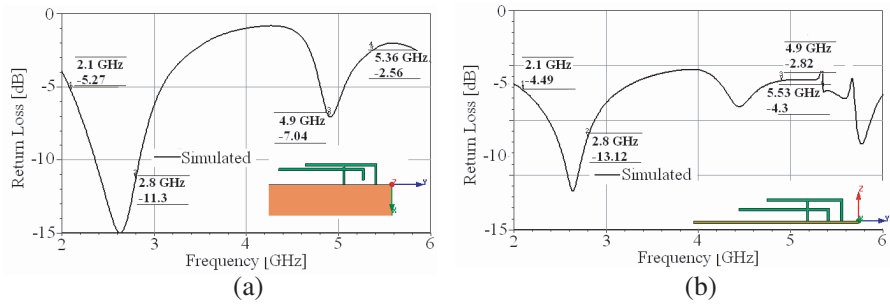 0
-5
-10
-15
Return Loss [dB]
2.1 GHz
-5.27
2.8 GHz
-11.3
4.9 GHz
-7.04
5.36 GHz
-2.56
Simulated
2
3
4
5
6
Frequency [GHz]
(a)
0
-5
-10
-15
Return Loss [dB]
2.1 GHz
-4.49
2.8 GHz
-13.12
4.9 GHz
-2.82
5.53 GHz
-4.3
Simulated
Z
Y
2
3
4
5
6
Frequency [GHz]
(b)